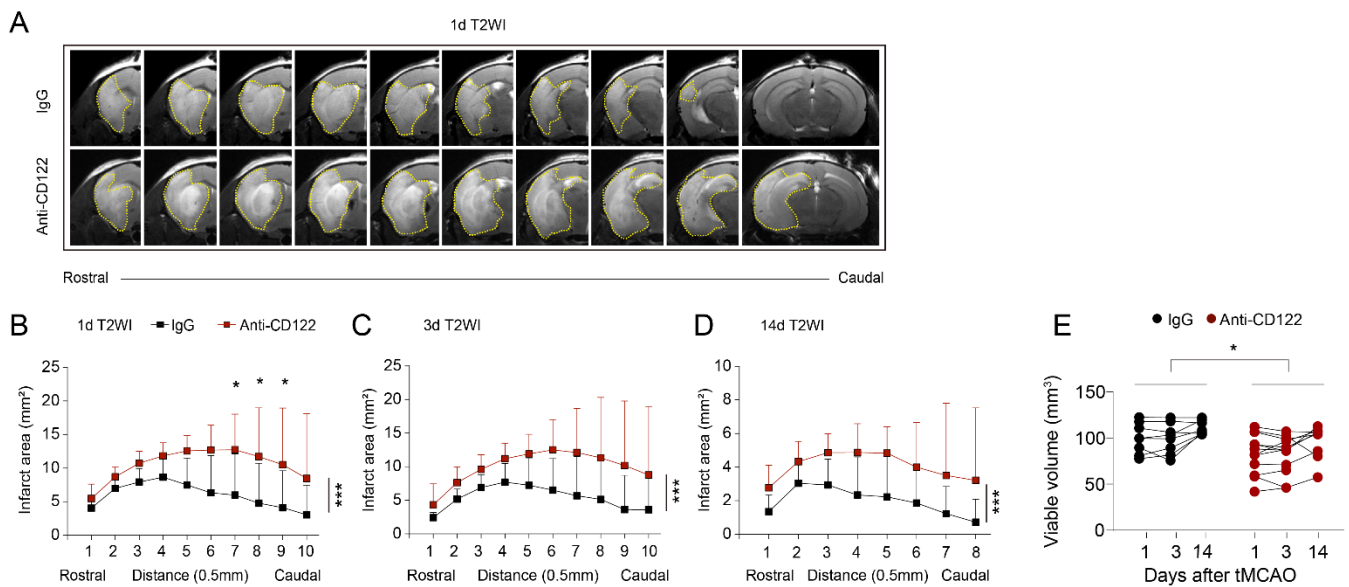 A
1d T2WI
IgG
Anti-CD122
Rostral
Caudal
B
1d T2WI
IgG
Anti-CD122
Infarct area (mm²)
25
20
15
10
5
0
* * *
***
1 2 3 4 5 6 7 8 9 10
Rostral Distance (0.5mm) Caudal
C
3d T2WI
Infarct area (mm²)
25
20
15
10
5
0
***
1 2 3 4 5 6 7 8 9 10
Rostral Distance (0.5mm) Caudal
D
14d T2WI
Infarct area (mm²)
10
8
6
4
2
0
***
1 2 3 4 5 6 7 8
Rostral Distance (0.5mm) Caudal
E
IgG
Anti-CD122
*
Viable volume (mm³)
150
100
50
0
1 3 14 1 3 14
Days after tMCAO